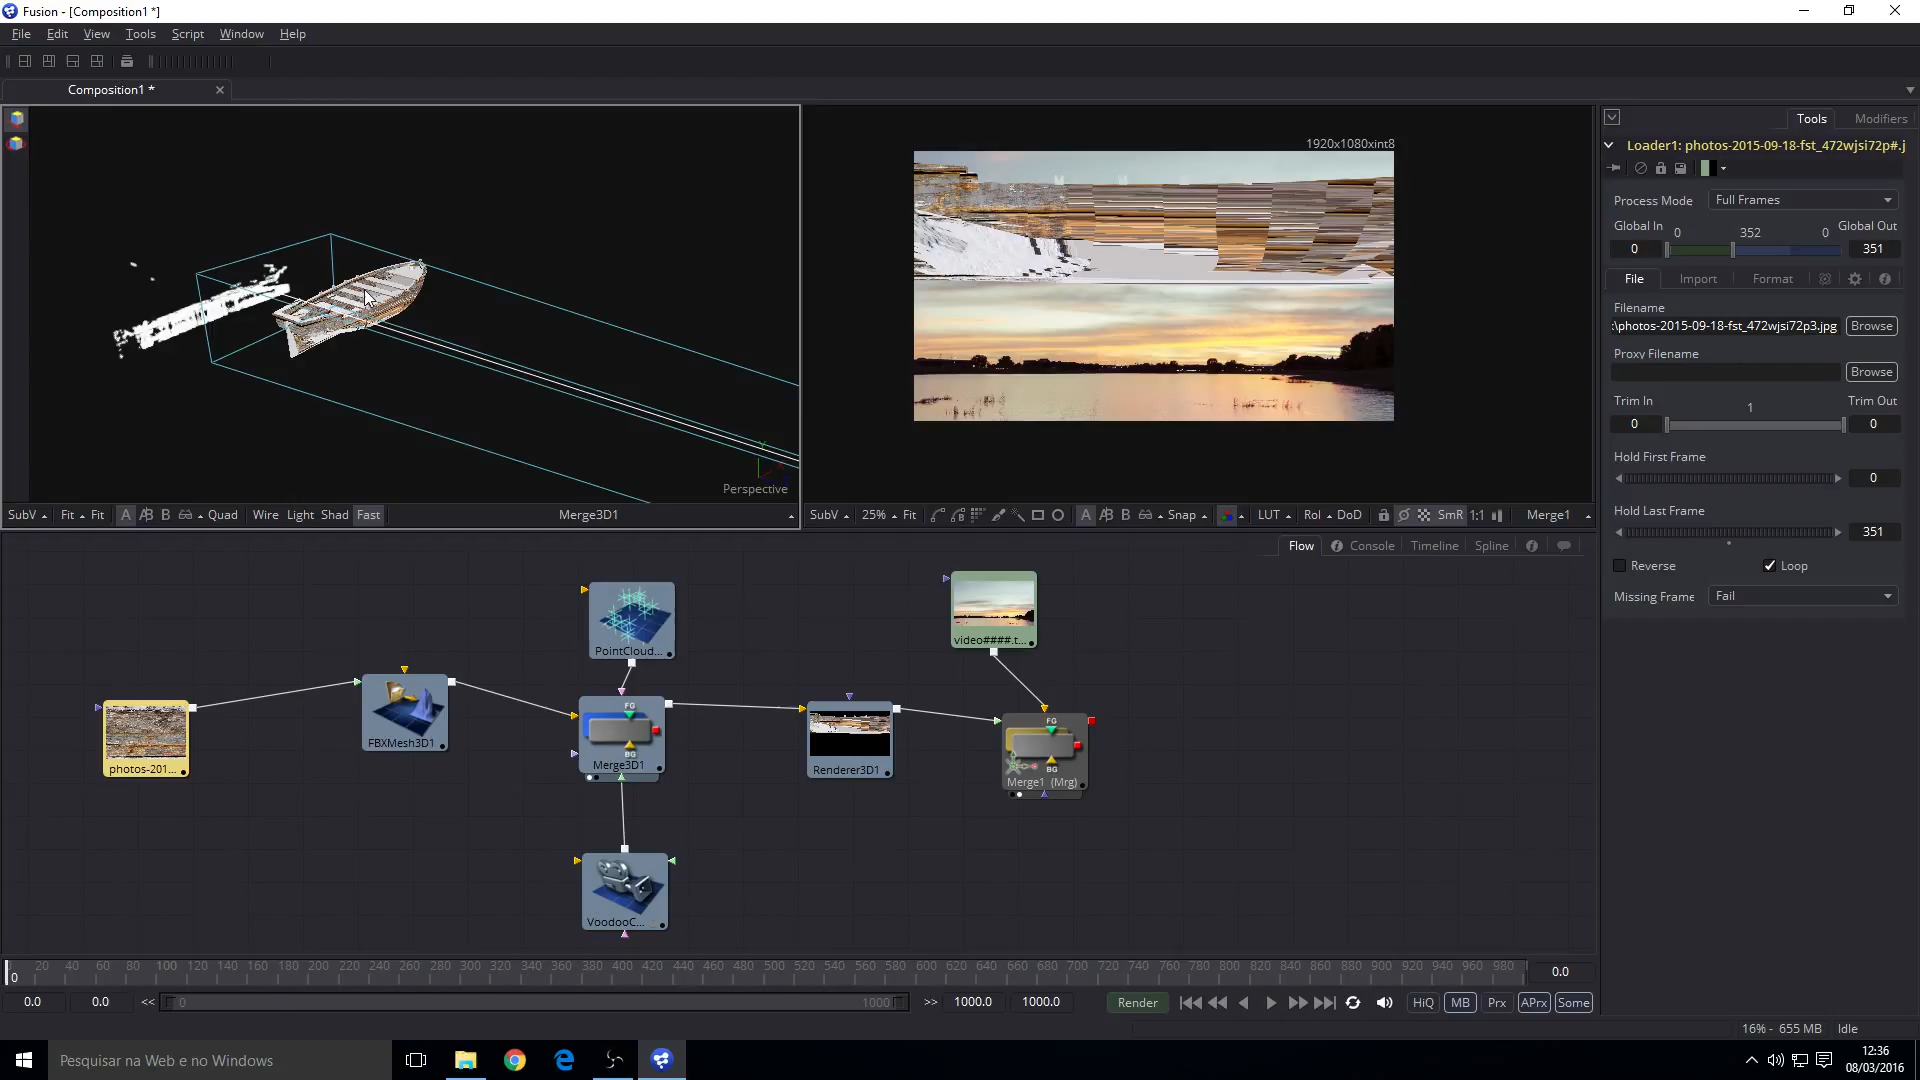 Fusion - [Composition1 *]
File Edit View Tools Script Window Help
Composition1 *
Perspective
SubV Fit Fit A B Quad Wire Light Shad Fast Merge3D1
1920x1080xint8
SubV 25% Fit A B Snap LUT RoI DoD SmR 1:1 Merge1
Tools Modifiers
Loader1: photos-2015-09-18-fst_472wjsi72p#.j
Process Mode Full Frames
Global In 0 352 0 Global Out
0 351
File Import Format
Filename
:\photos-2015-09-18-fst_472wjsi72p3.jpg Browse
Proxy Filename
Browse
Trim In 1 Trim Out
0 0
Hold First Frame
0
Hold Last Frame
351
Reverse Loop
Missing Frame Fail
Flow Console Timeline Spline
PointCloud...
video####.t...
photos-201...
FBXMesh3D1
FG
BG
Merge3D1
Renderer3D1
FG
BG
Merge1 (Mrg)
VoodooC...
0 20 40 60 80 100 120 140 160 180 200 220 240 260 280 300 320 340 360 380 400 420 440 460 480 500 520 540 560 580 600 620 640 660 680 700 720 740 760 780 800 820 840 860 880 900 920 940 960 980 0.0
0.0 0.0 << 0 1000 >> 1000.0 1000.0 Render HiQ MB Prx APrx Some
16% - 655 MB Idle
Pesquisar na Web e no Windows
12:36
08/03/2016